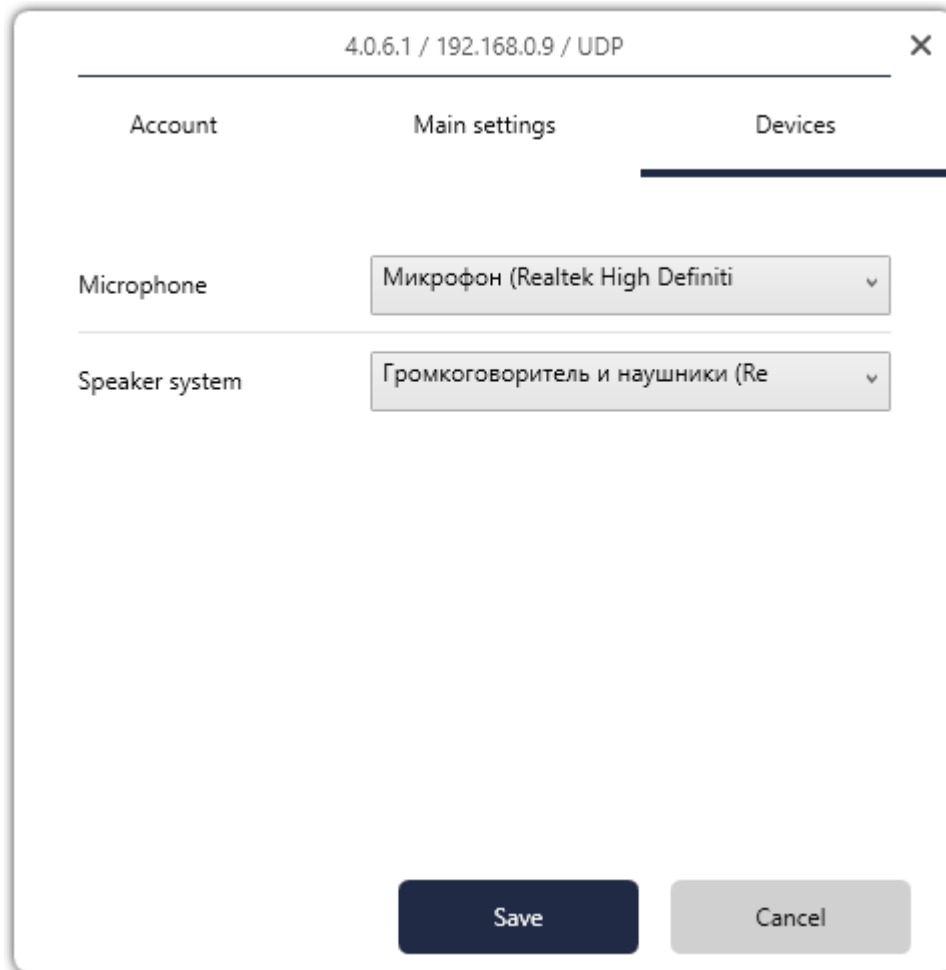 4.0.6.1 / 192.168.0.9 / UDP
Account Main settings Devices
Microphone Микрофон (Realtek High Definiti
Speaker system Громкоговоритель и наушники (Re
Save Cancel